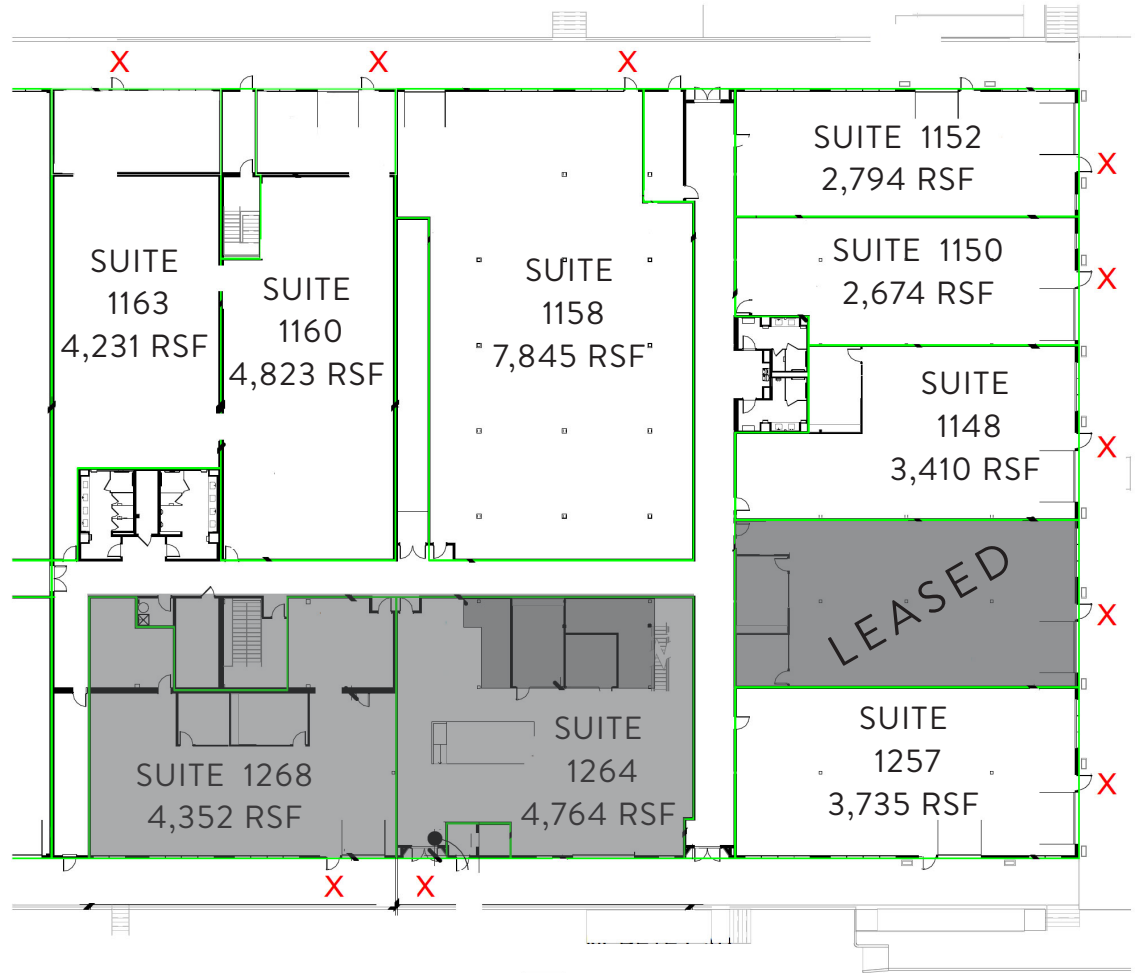 X
X
X
SUITE 1152
2,794 RSF
X
SUITE
1163
4,231 RSF
SUITE
1160
4,823 RSF
SUITE
1158
7,845 RSF
SUITE 1150
2,674 RSF
X
SUITE
1148
3,410 RSF
X
LEASED
X
SUITE 1268
4,352 RSF
SUITE
1264
4,764 RSF
SUITE
1257
3,735 RSF
X
X
X